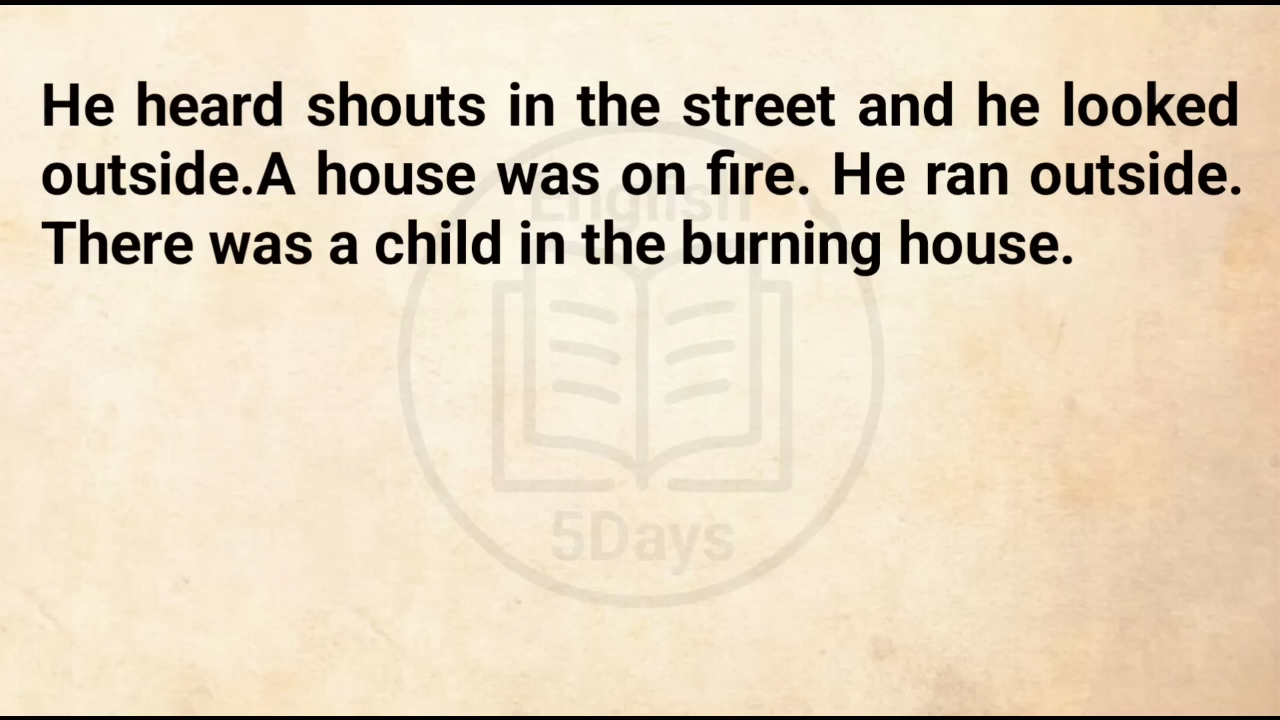 He heard shouts in the street and he looked
outside.A house was on fire. He ran outside.
There was a child in the burning house.
English
5Days